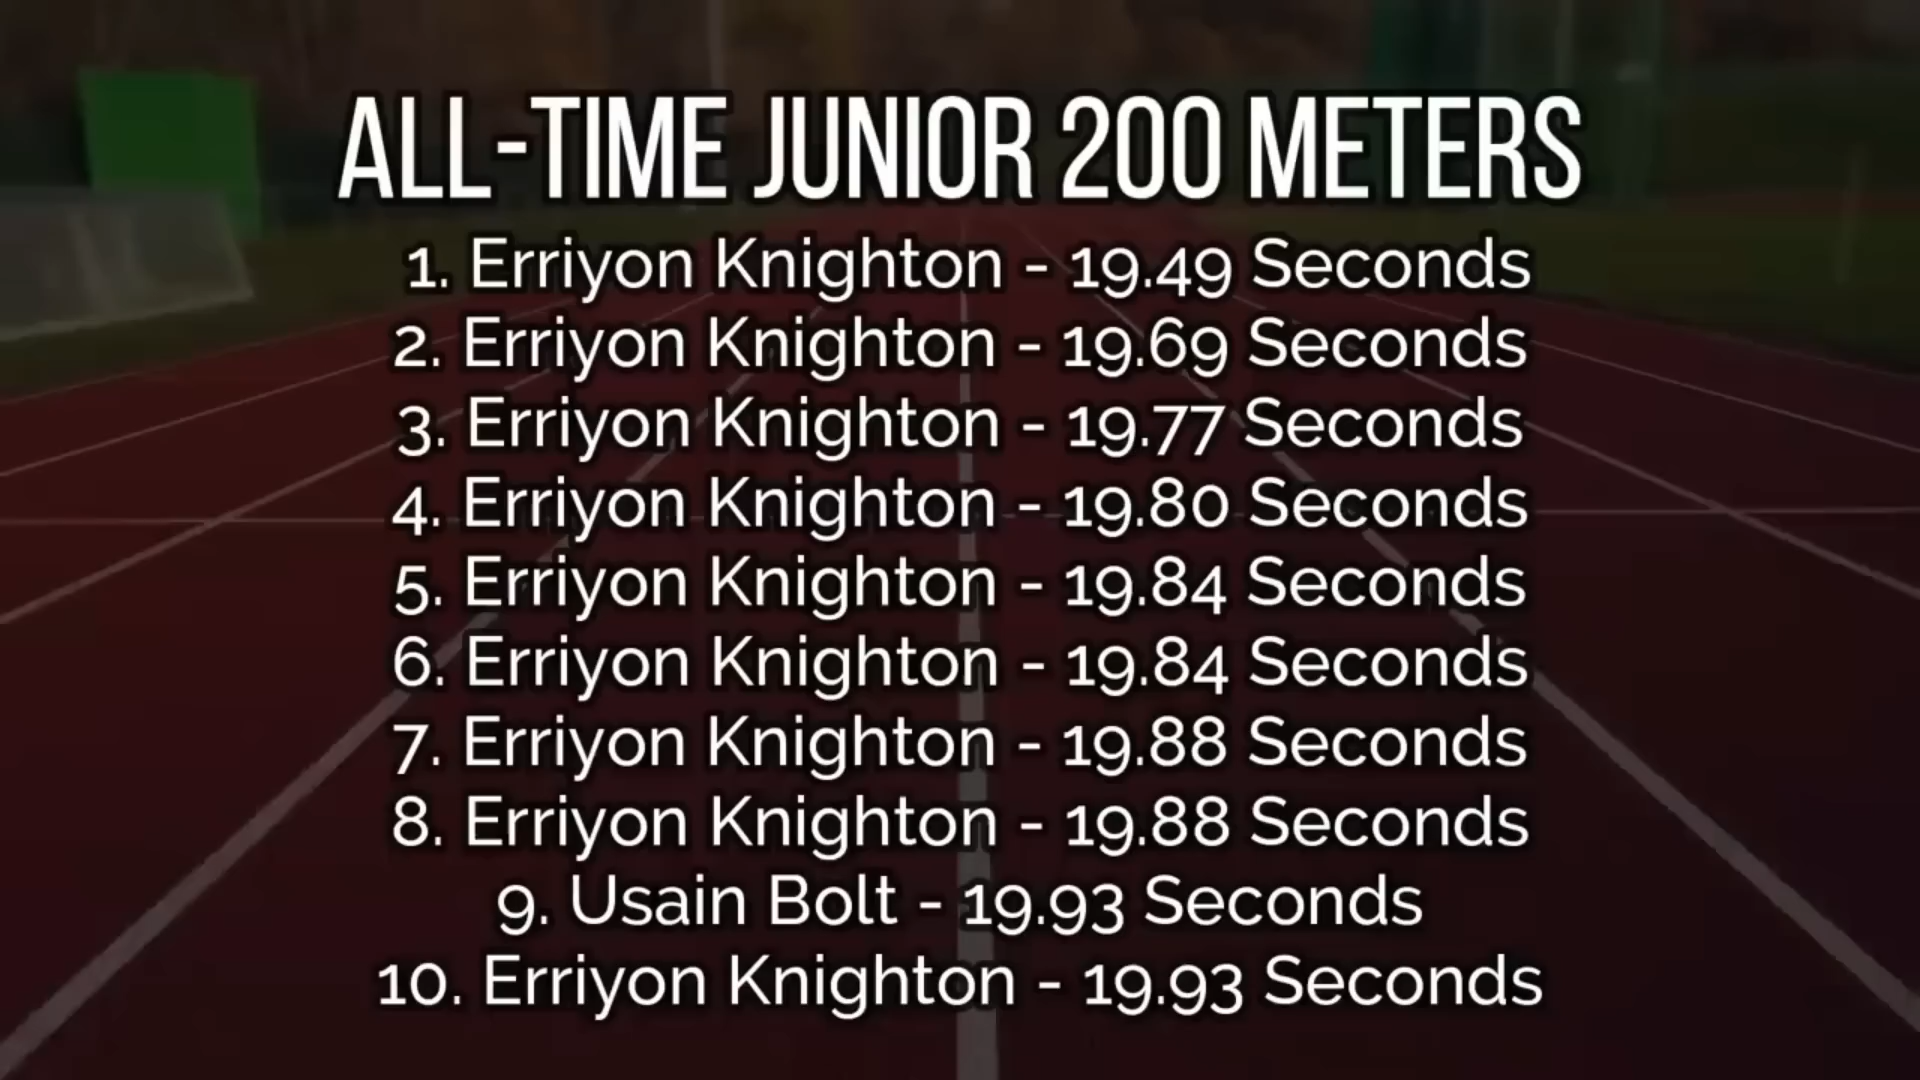 ALL-TIME JUNIOR 200 METERS
1. Erriyon Knighton - 19.49 Seconds
2. Erriyon Knighton - 19.69 Seconds
3. Erriyon Knighton - 19.77 Seconds
4. Erriyon Knighton - 19.80 Seconds
5. Erriyon Knighton - 19.84 Seconds
6. Erriyon Knighton - 19.84 Seconds
7. Erriyon Knighton - 19.88 Seconds
8. Erriyon Knighton - 19.88 Seconds
9. Usain Bolt - 19.93 Seconds
10. Erriyon Knighton - 19.93 Seconds